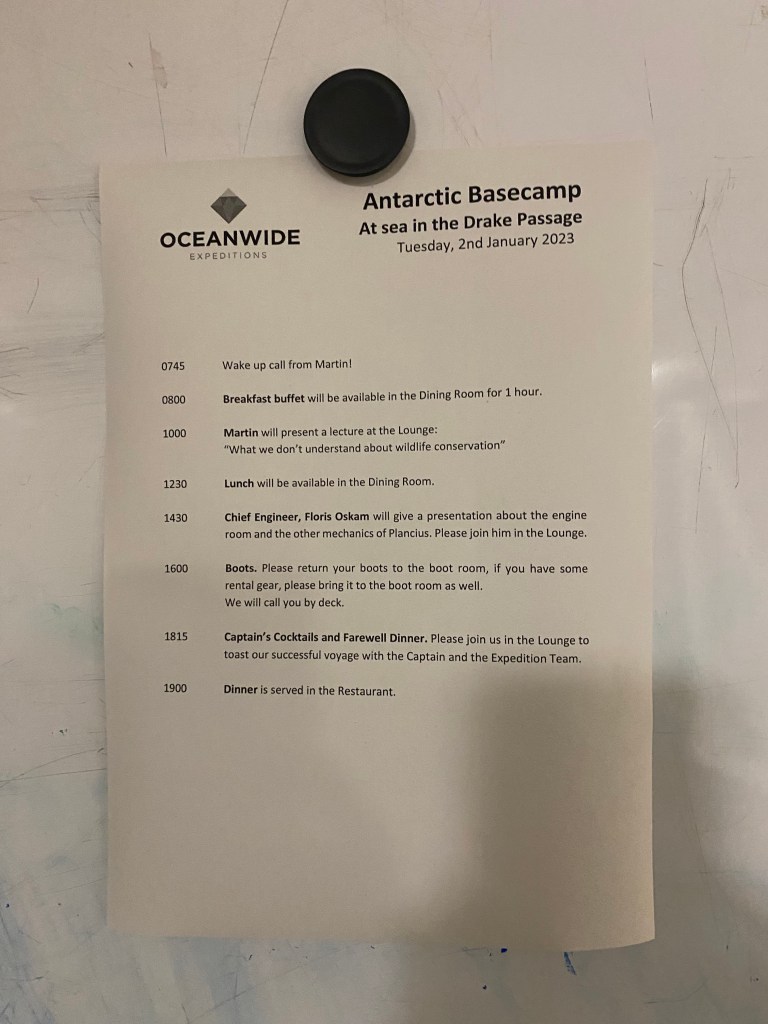 OCEANWIDE
EXPEDITIONS
Antarctic Basecamp
At sea in the Drake Passage
Tuesday, 2nd January 2023
0745 Wake up call from Martin!
0800 Breakfast buffet will be available in the Dining Room for 1 hour.
1000 Martin will present a lecture at the Lounge:
“What we don’t understand about wildlife conservation”
1230 Lunch will be available in the Dining Room.
1430 Chief Engineer, Floris Oskam will give a presentation about the engine
room and the other mechanics of Plancius. Please join him in the Lounge.
1600 Boots. Please return your boots to the boot room, if you have some
rental gear, please bring it to the boot room as well.
We will call you by deck.
1815 Captain’s Cocktails and Farewell Dinner. Please join us in the Lounge to
toast our successful voyage with the Captain and the Expedition Team.
1900 Dinner is served in the Restaurant.